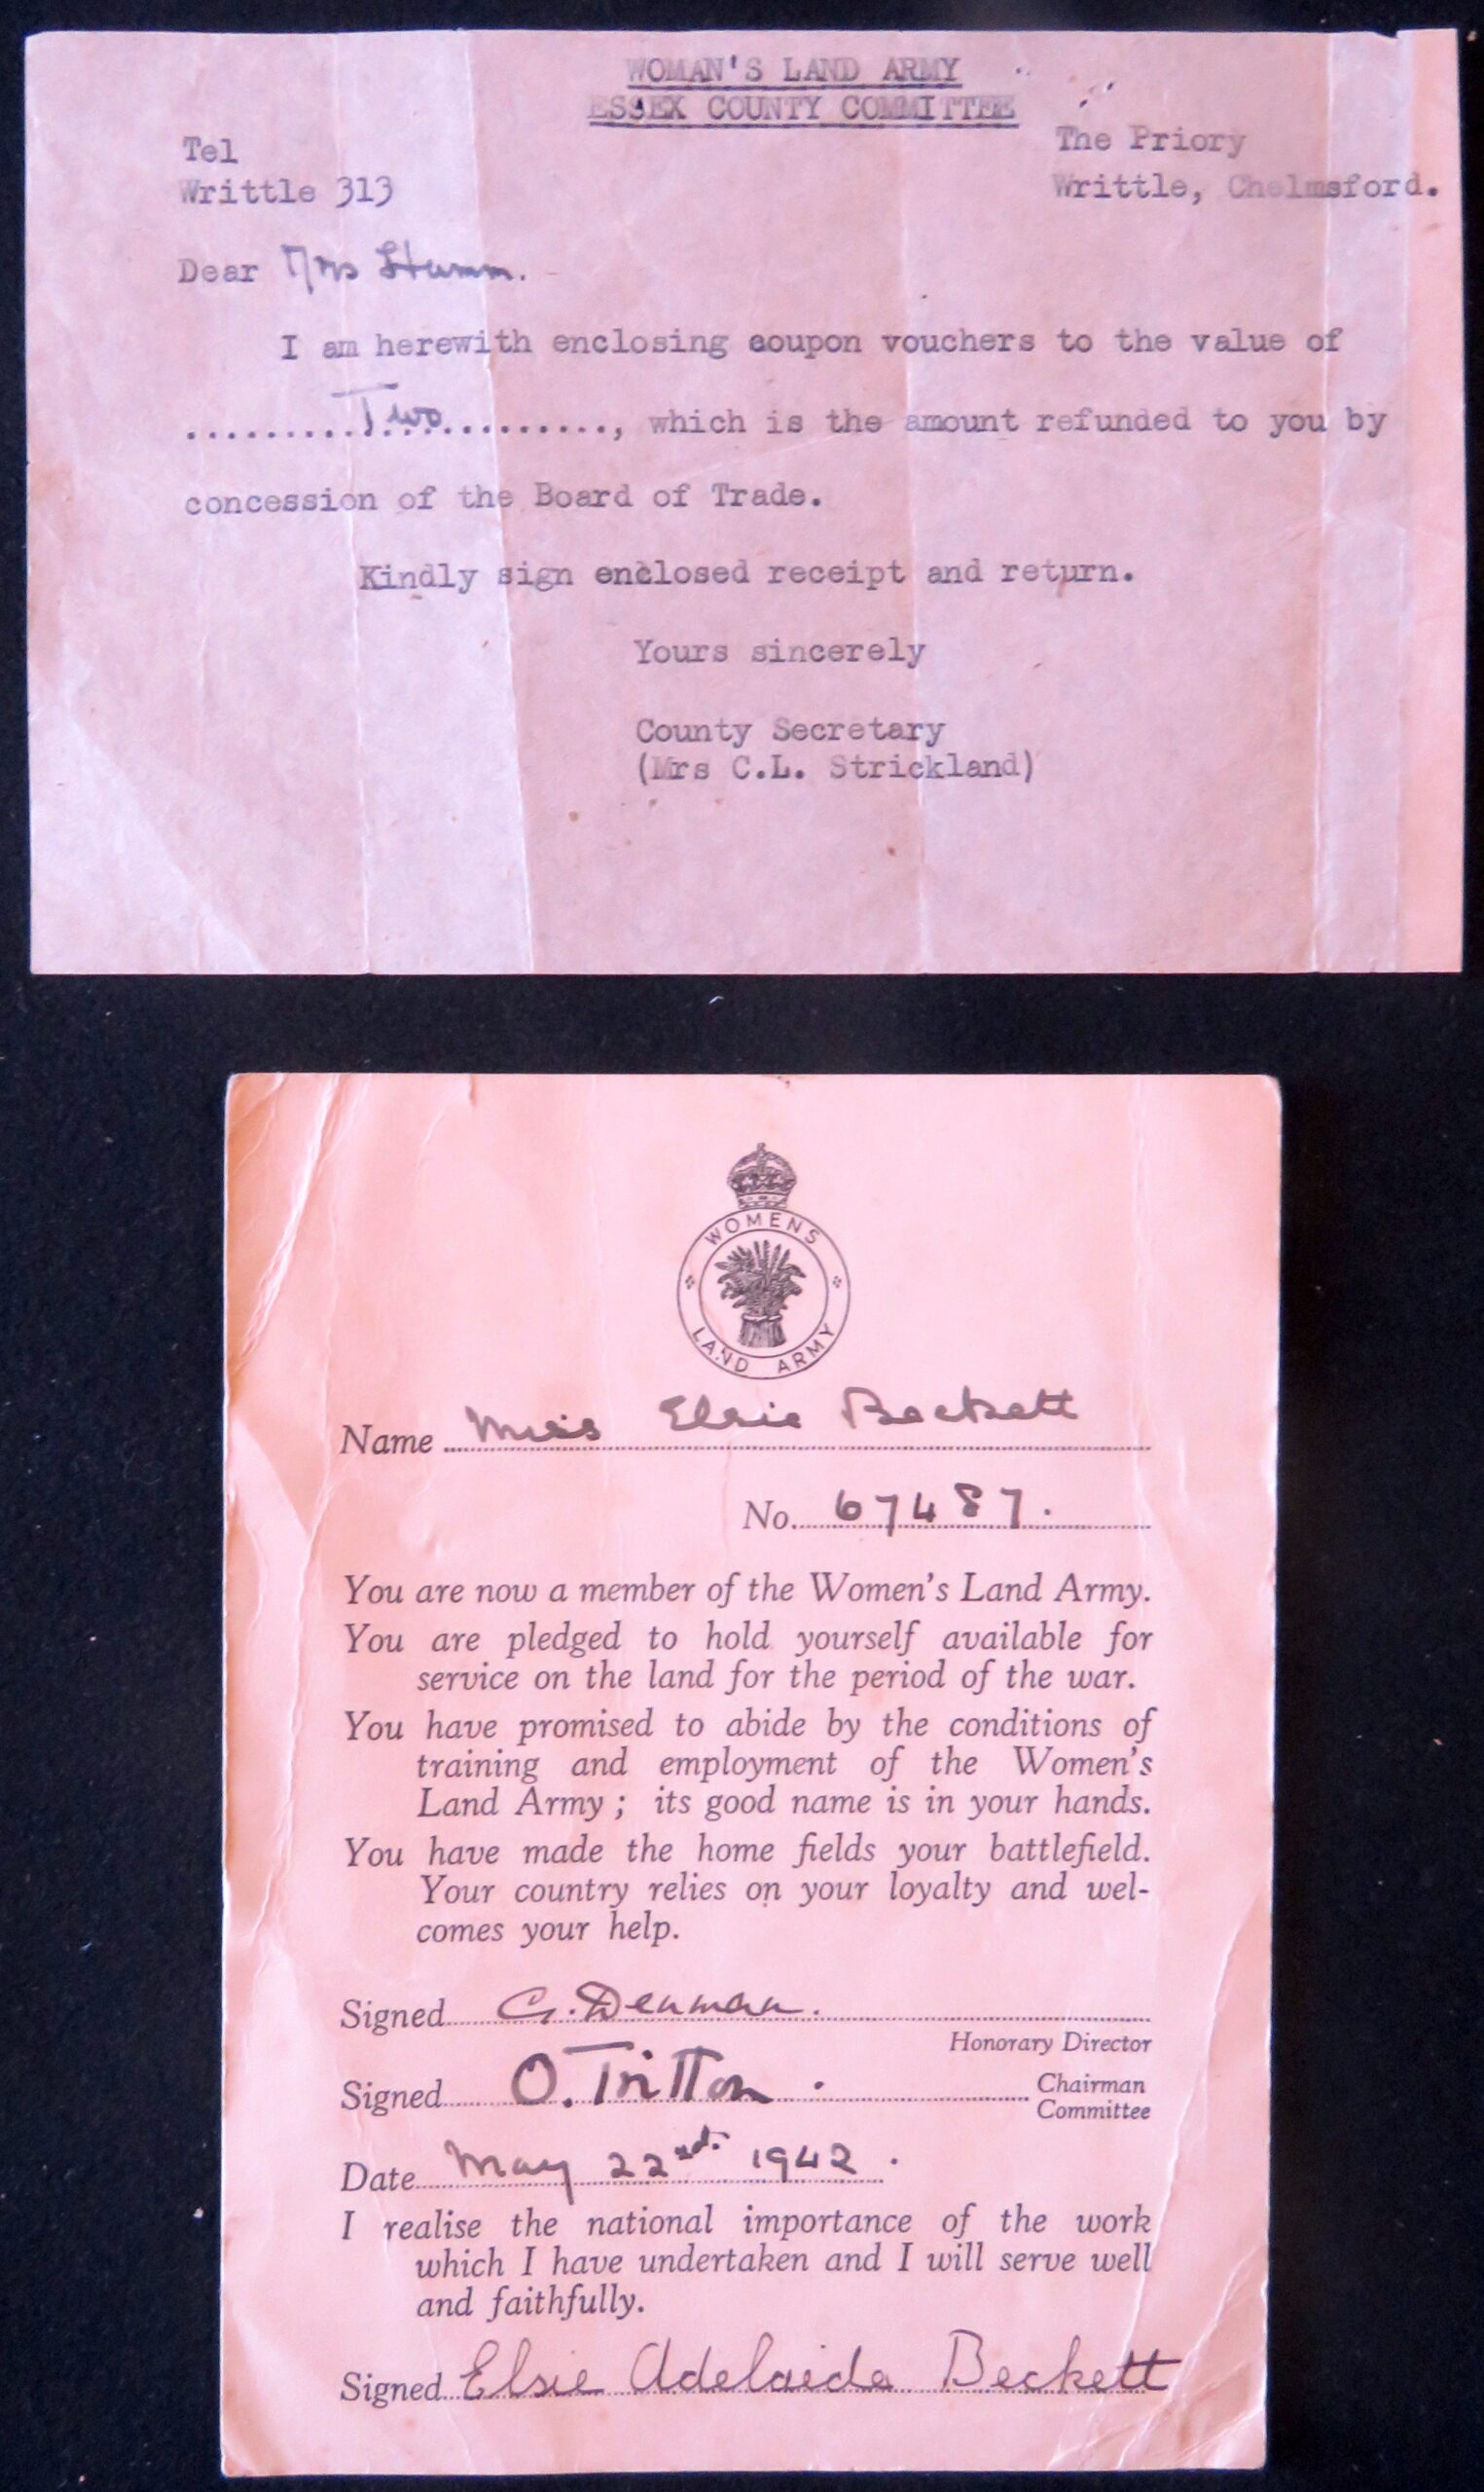 WOMAN'S LAND ARMY
ESSEX COUNTY COMMITTEE
Tel
Writtle 313
The Priory
Writtle, Chelmsford.
Dear Mrs Stamm.
I am herewith enclosing coupon vouchers to the value of
..........Two............, which is the amount refunded to you by
concession of the Board of Trade.
Kindly sign enclosed receipt and return.
Yours sincerely
County Secretary
(Mrs C.L. Strickland)
WOMENS
LAND ARMY
Name Miss Elsie Beckett
No. 67487.
You are now a member of the Women's Land Army.
You are pledged to hold yourself available for
service on the land for the period of the war.
You have promised to abide by the conditions of
training and employment of the Women's
Land Army; its good name is in your hands.
You have made the home fields your battlefield.
Your country relies on your loyalty and wel-
comes your help.
Signed G. Denman.
Honorary Director
Signed O. Tritton.
Chairman
Committee
Date May 22nd. 1942.
I realise the national importance of the work
which I have undertaken and I will serve well
and faithfully.
Signed Elsie Adelaide Beckett